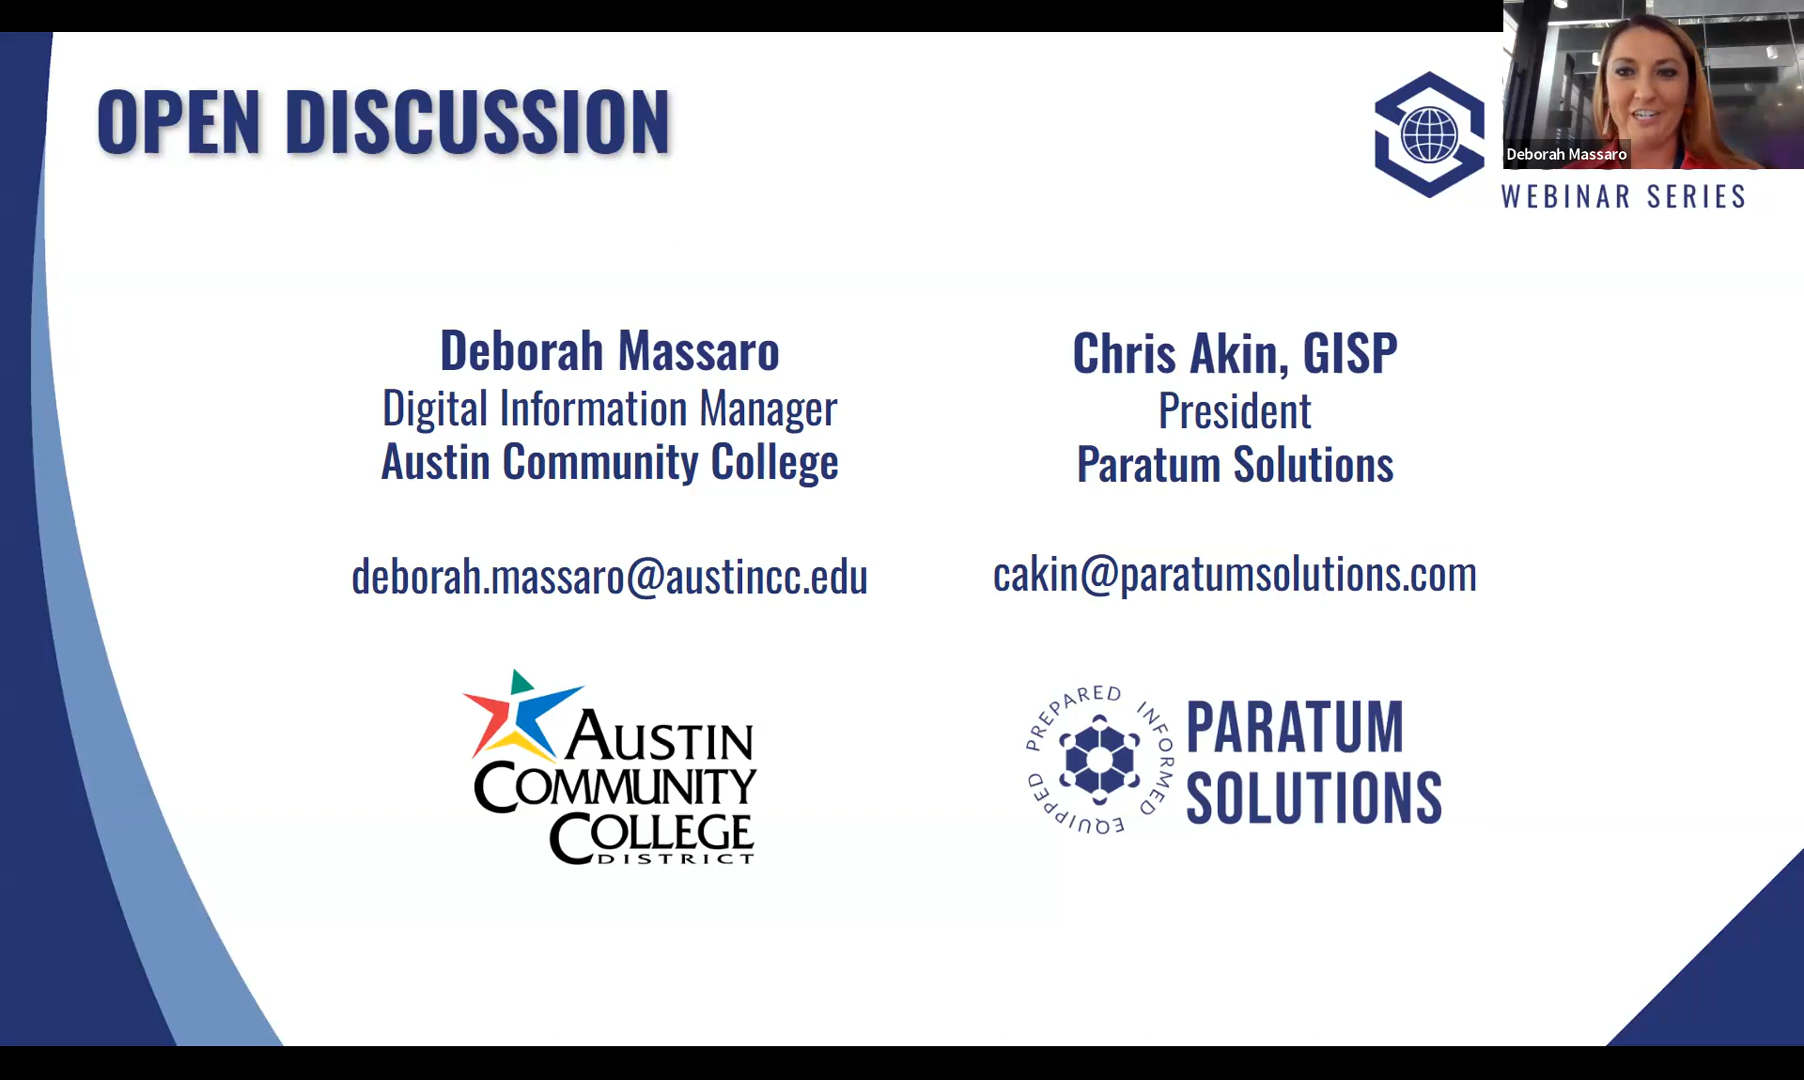 OPEN DISCUSSION
Deborah Massaro
WEBINAR SERIES
Deborah Massaro
Digital Information Manager
Austin Community College
deborah.massaro@austincc.edu
Chris Akin, GISP
President
Paratum Solutions
cakin@paratumsolutions.com
AUSTIN
COMMUNITY
COLLEGE
DISTRICT
PREPARED INFORMED EQUIPPED
PARATUM
SOLUTIONS